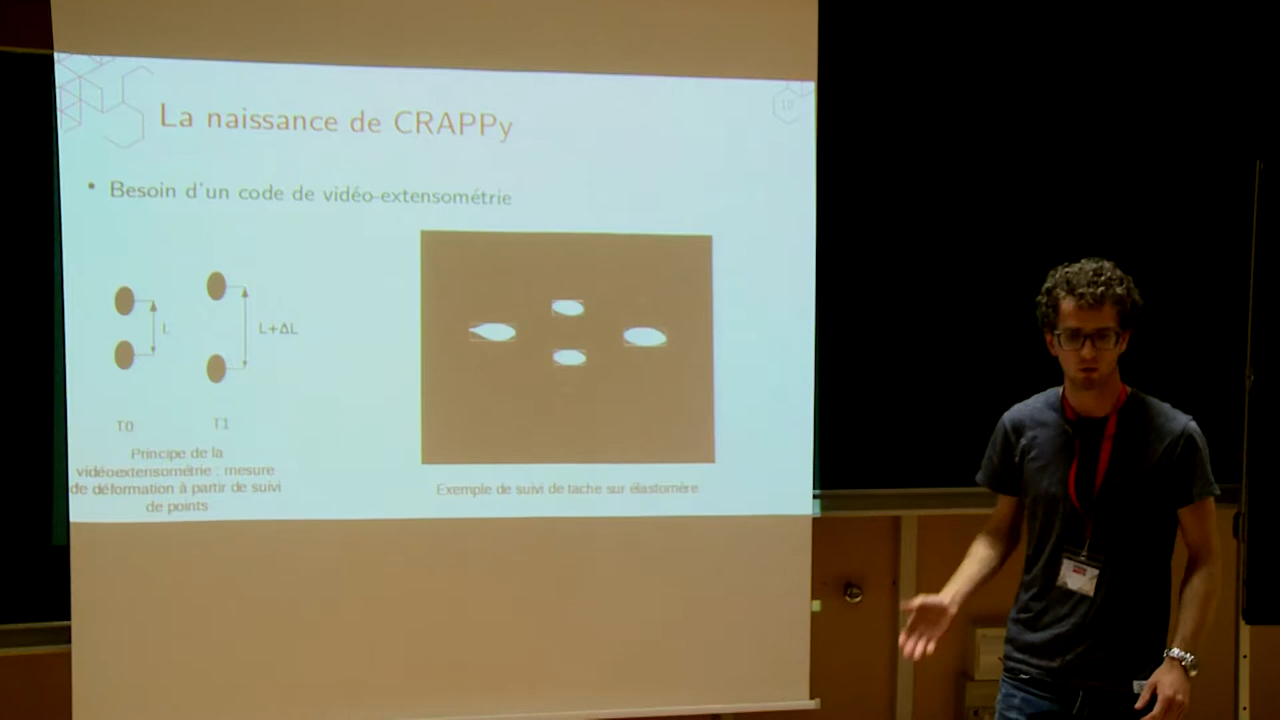 La naissance de CRAPPy
10
• Besoin d'un code de vidéo-extensométrie
L
L+ΔL
T0
T1
Principe de la
vidéoextensométrie : mesure
de déformation à partir de suivi
de points
Exemple de suivi de tache sur élastomère